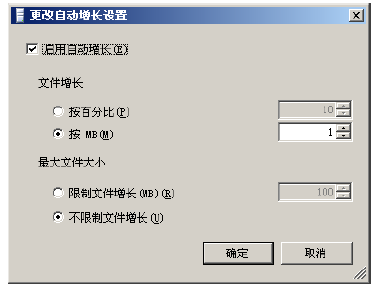 更改自动增长设置
启用自动增长(E)
文件增长
按百分比(P) 10
按 MB(M) 1
最大文件大小
限制文件增长(MB)(R) 100
不限制文件增长(U)
确定 取消